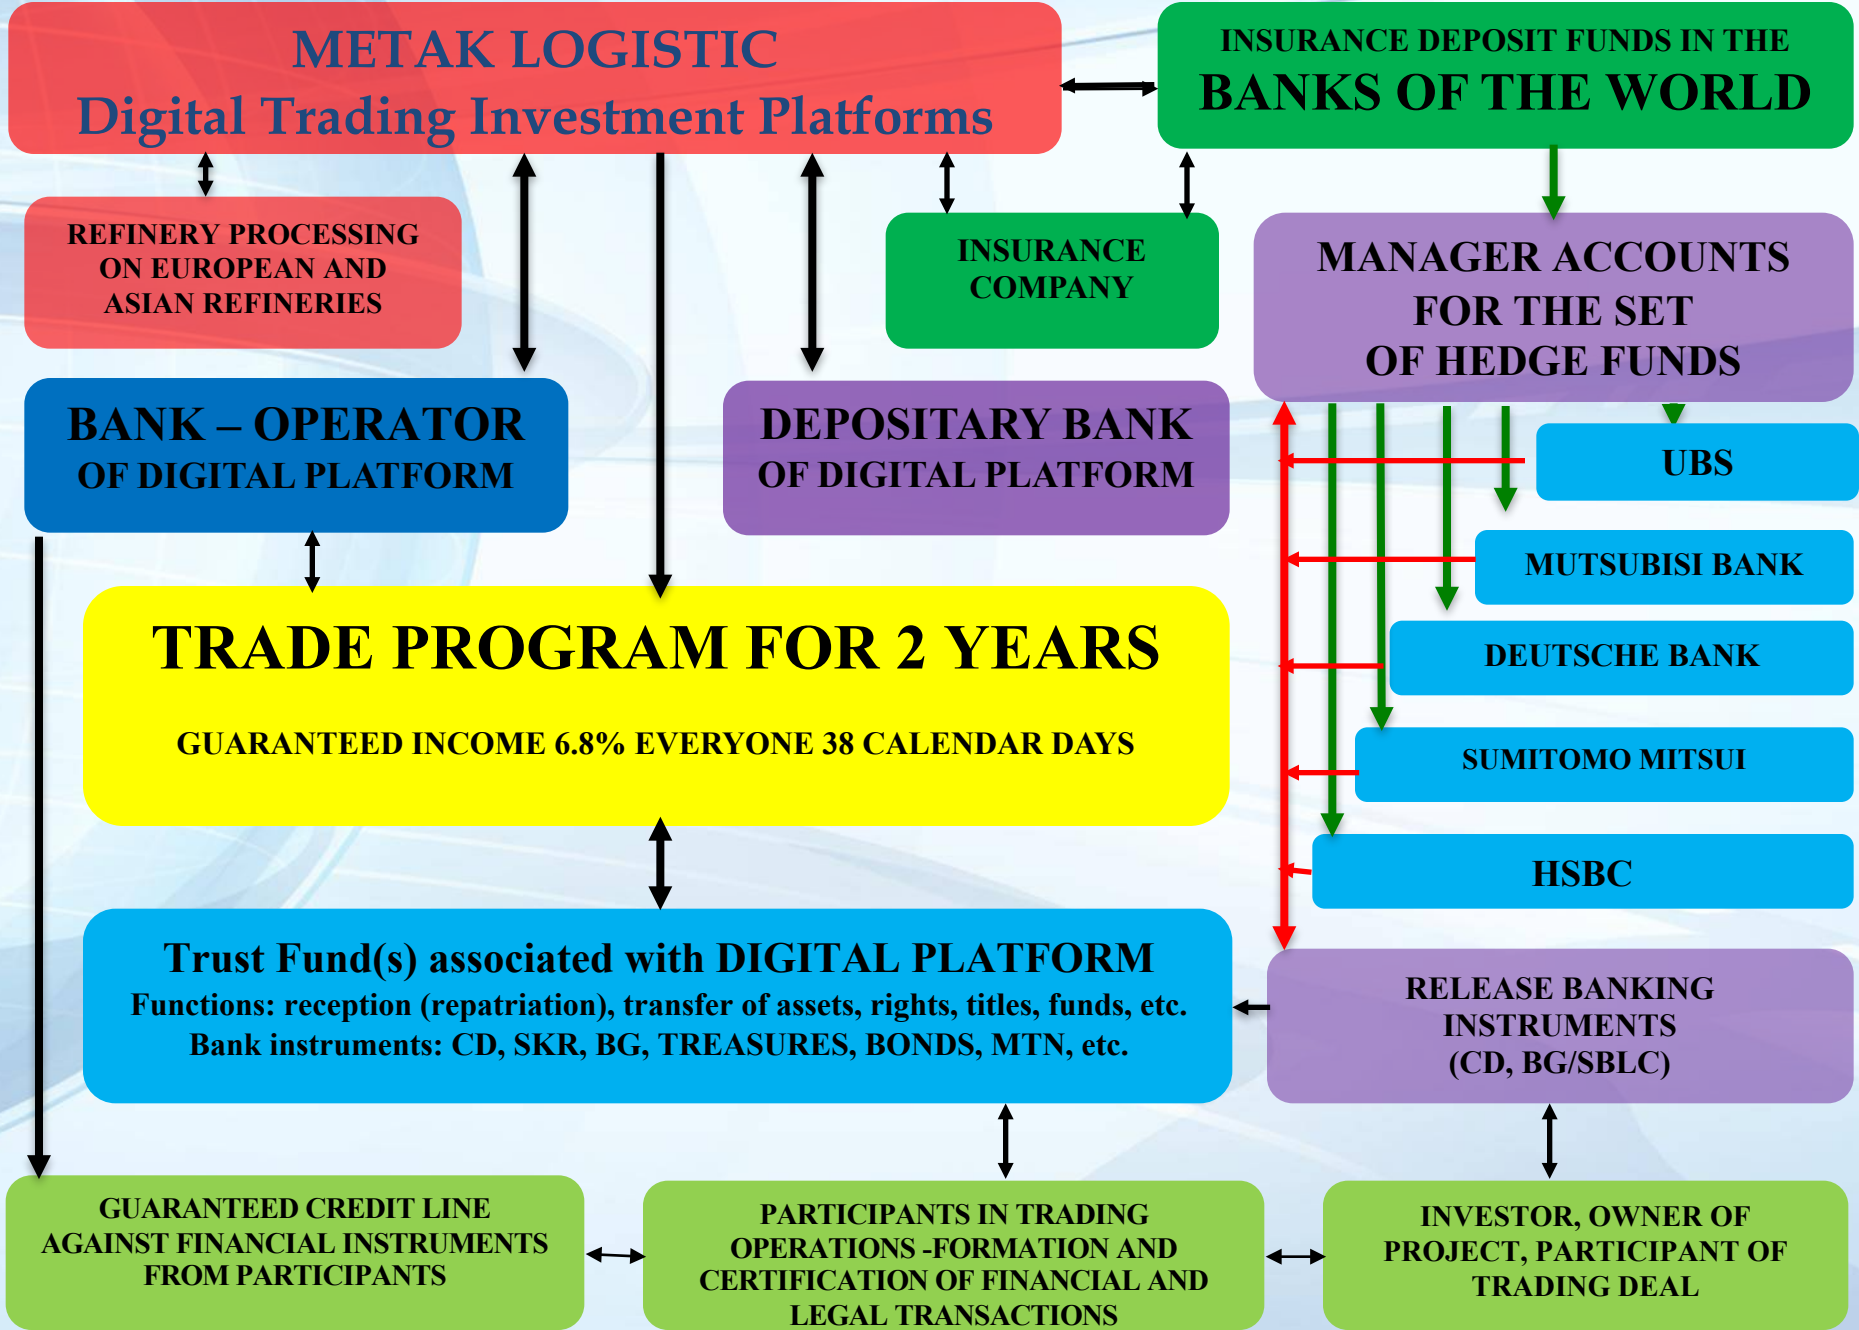 METAK LOGISTIC
Digital Trading Investment Platforms
INSURANCE DEPOSIT FUNDS IN THE
BANKS OF THE WORLD
REFINERY PROCESSING
ON EUROPEAN AND
ASIAN REFINERIES
INSURANCE
COMPANY
MANAGER ACCOUNTS
FOR THE SET
OF HEDGE FUNDS
BANK – OPERATOR
OF DIGITAL PLATFORM
DEPOSITARY BANK
OF DIGITAL PLATFORM
UBS
MUTSUBISI BANK
DEUTSCHE BANK
SUMITOMO MITSUI
HSBC
TRADE PROGRAM FOR 2 YEARS
GUARANTEED INCOME 6.8% EVERYONE 38 CALENDAR DAYS
Trust Fund(s) associated with DIGITAL PLATFORM
Functions: reception (repatriation), transfer of assets, rights, titles, funds, etc.
Bank instruments: CD, SKR, BG, TREASURES, BONDS, MTN, etc.
RELEASE BANKING
INSTRUMENTS
(CD, BG/SBLC)
GUARANTEED CREDIT LINE
AGAINST FINANCIAL INSTRUMENTS
FROM PARTICIPANTS
PARTICIPANTS IN TRADING
OPERATIONS -FORMATION AND
CERTIFICATION OF FINANCIAL AND
LEGAL TRANSACTIONS
INVESTOR, OWNER OF
PROJECT, PARTICIPANT OF
TRADING DEAL